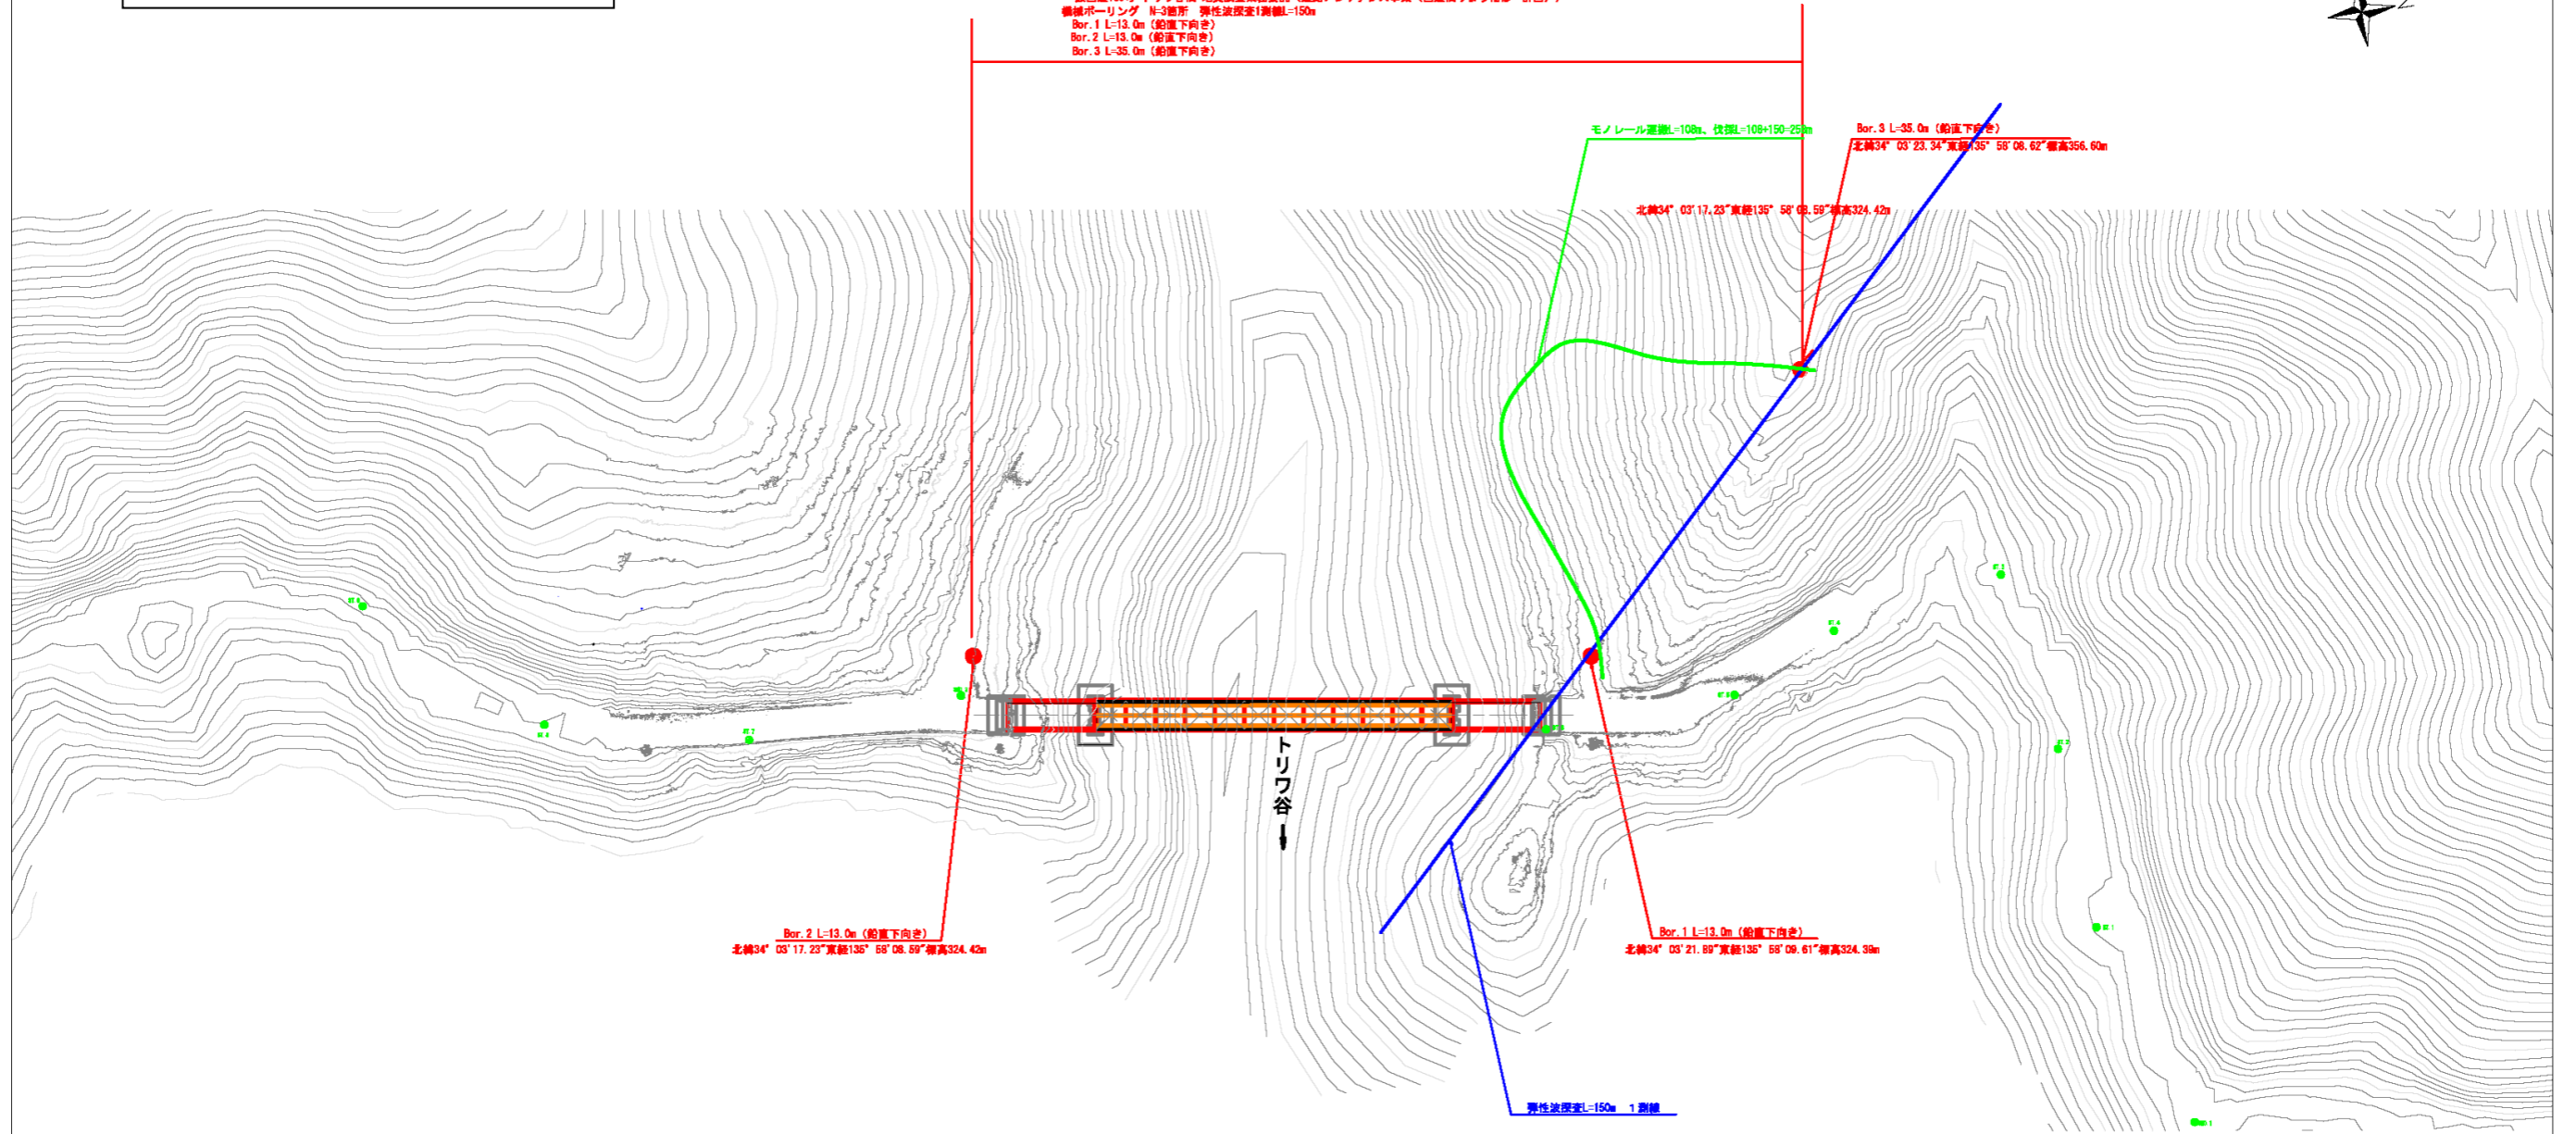 機械ボーリング N=3箇所 弾性波探査1測線L=150m
Bor.1 L=13.0m（鉛直下向き）
Bor.2 L=13.0m（鉛直下向き）
Bor.3 L=35.0m（鉛直下向き）
モノレール運搬L=108m、伐採L=108+150=258m
Bor.3 L=35.0m（鉛直下向き）
北緯34° 03'23.34"東経135° 58'08.62"標高356.60m
北緯34° 03'17.23"東経135° 58'08.59"標高324.42m
トリワ谷
Bor.2 L=13.0m（鉛直下向き）
北緯34° 03'17.23"東経135° 58'08.59"標高324.42m
Bor.1 L=13.0m（鉛直下向き）
北緯34° 03'21.89"東経135° 58'09.61"標高324.39m
弾性波探査L=150m 1測線